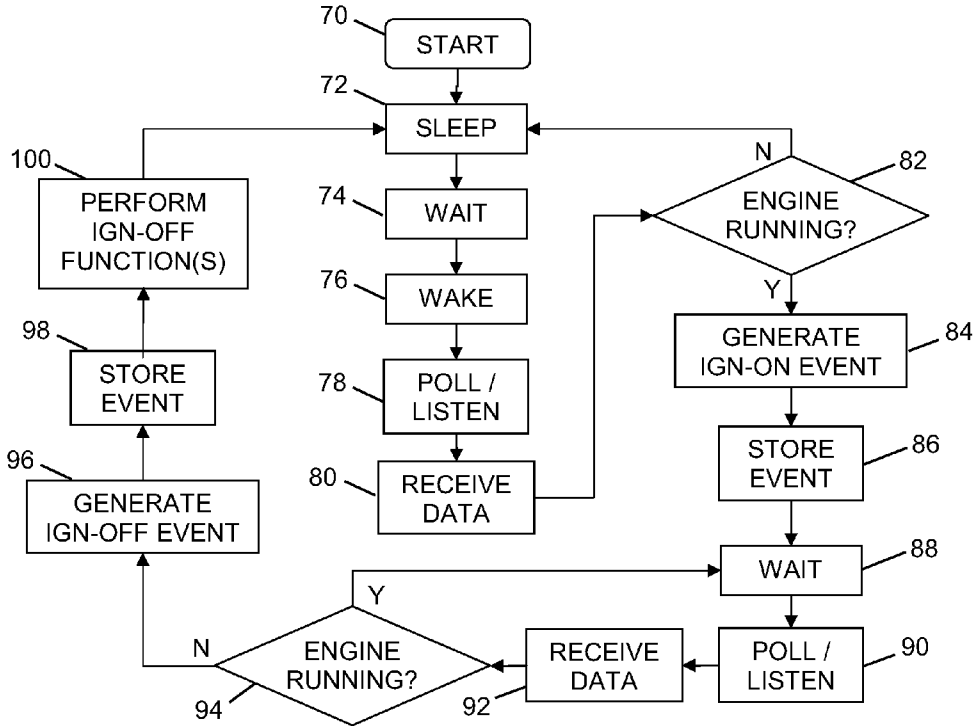 70
START
72
SLEEP
74
WAIT
76
WAKE
78
POLL /
LISTEN
80
RECEIVE
DATA
N
82
ENGINE
RUNNING?
Y
84
GENERATE
IGN-ON EVENT
86
STORE
EVENT
88
WAIT
90
POLL /
LISTEN
92
RECEIVE
DATA
94
ENGINE
RUNNING?
Y
N
96
GENERATE
IGN-OFF EVENT
98
STORE
EVENT
100
PERFORM
IGN-OFF
FUNCTION(S)